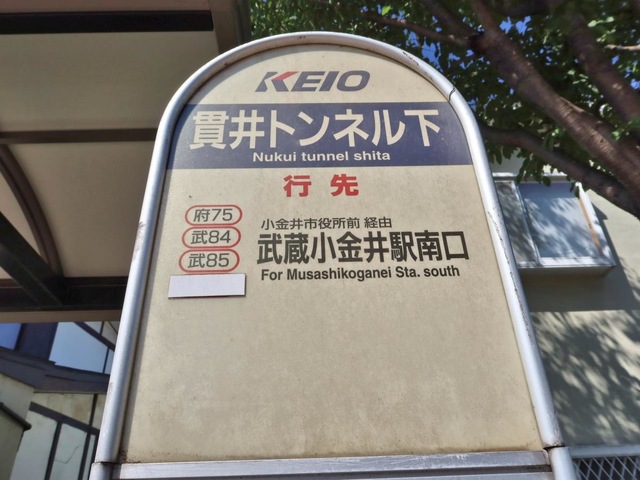 KEIO
貫井トンネル下
Nukui tunnel shita
行先
府75
武84
武85
小金井市役所前 経由
武蔵小金井駅南口
For Musashikoganei Sta. south